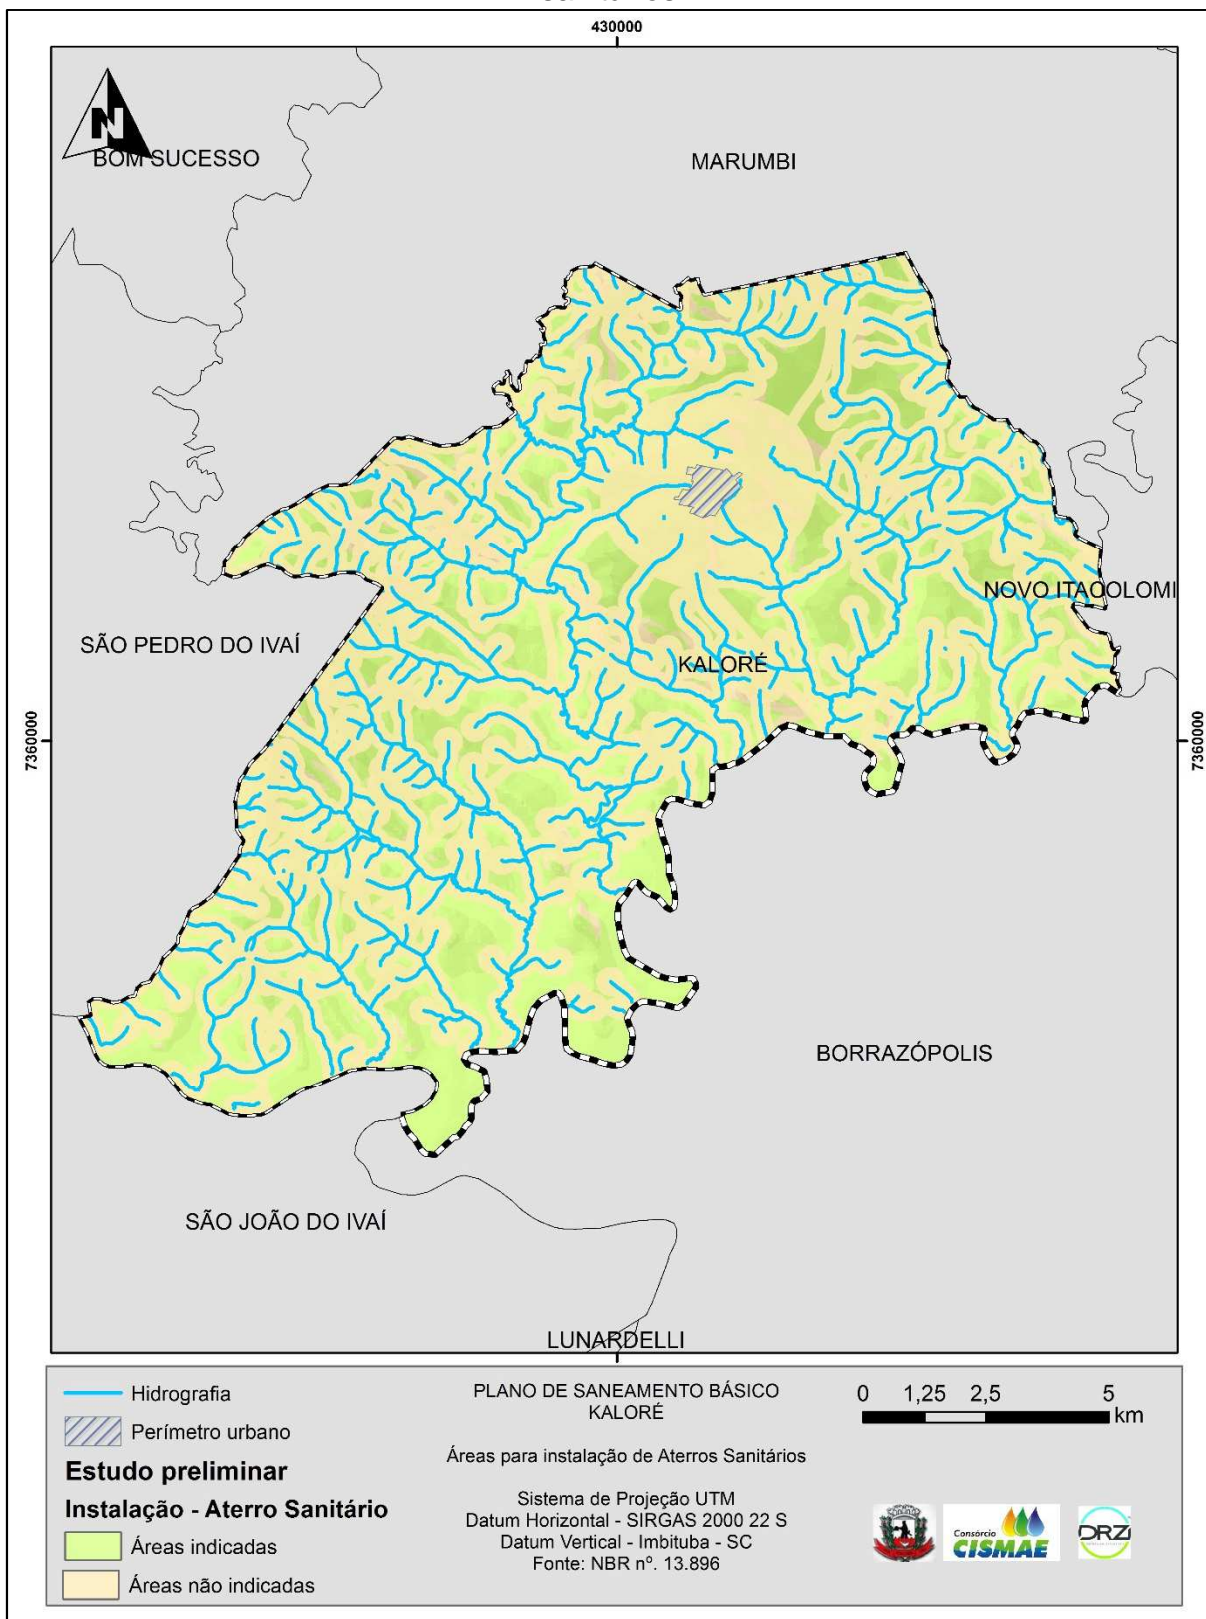 430000
N
BOM SUCESSO
MARUMBI
NOVO ITACOLOMI
SÃO PEDRO DO IVAÍ
KALORÉ
7360000
7360000
BORRAZÓPOLIS
SÃO JOÃO DO IVAÍ
LUNARDELLI
Hidrografia
Perímetro urbano
Estudo preliminar
Instalação - Aterro Sanitário
Áreas indicadas
Áreas não indicadas
PLANO DE SANEAMENTO BÁSICO
KALORÉ
Áreas para instalação de Aterros Sanitários
Sistema de Projeção UTM
Datum Horizontal - SIRGAS 2000 22 S
Datum Vertical - Imbituba - SC
Fonte: NBR nº. 13.896
0 1,25 2,5 5
km
Consórcio
CISMAE
DRZ